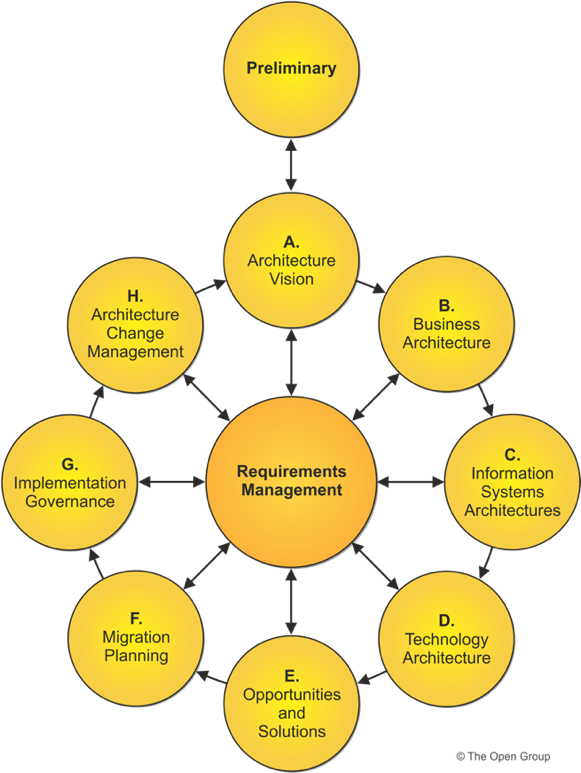 Preliminary
A.
Architecture
Vision
B.
Business
Architecture
C.
Information
Systems
Architectures
D.
Technology
Architecture
E.
Opportunities
and
Solutions
F.
Migration
Planning
G.
Implementation
Governance
H.
Architecture
Change
Management
Requirements
Management
© The Open Group